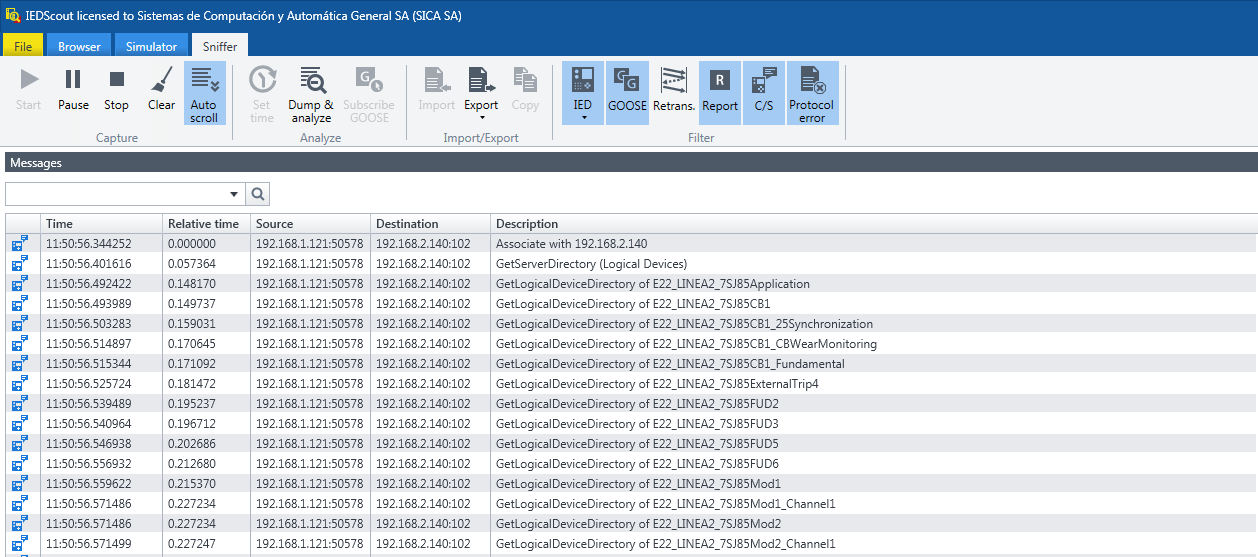 IEDScout licensed to Sistemas de Computación y Automática General SA (SICA SA)
File Browser Simulator Sniffer
Start Pause Stop Clear Auto scroll Set time Dump & analyze Subscribe GOOSE Import Export Copy IED GOOSE Retrans. Report C/S Protocol error
Capture Analyze Import/Export Filter
Messages
Time Relative time Source Destination Description
11:50:56.344252 0.000000 192.168.1.121:50578 192.168.2.140:102 Associate with 192.168.2.140
11:50:56.401616 0.057364 192.168.1.121:50578 192.168.2.140:102 GetServerDirectory (Logical Devices)
11:50:56.492422 0.148170 192.168.1.121:50578 192.168.2.140:102 GetLogicalDeviceDirectory of E22_LINEA2_7SJ85Application
11:50:56.493989 0.149737 192.168.1.121:50578 192.168.2.140:102 GetLogicalDeviceDirectory of E22_LINEA2_7SJ85CB1
11:50:56.503283 0.159031 192.168.1.121:50578 192.168.2.140:102 GetLogicalDeviceDirectory of E22_LINEA2_7SJ85CB1_25Synchronization
11:50:56.514897 0.170645 192.168.1.121:50578 192.168.2.140:102 GetLogicalDeviceDirectory of E22_LINEA2_7SJ85CB1_CBWearMonitoring
11:50:56.515344 0.171092 192.168.1.121:50578 192.168.2.140:102 GetLogicalDeviceDirectory of E22_LINEA2_7SJ85CB1_Fundamental
11:50:56.525724 0.181472 192.168.1.121:50578 192.168.2.140:102 GetLogicalDeviceDirectory of E22_LINEA2_7SJ85ExternalTrip4
11:50:56.539489 0.195237 192.168.1.121:50578 192.168.2.140:102 GetLogicalDeviceDirectory of E22_LINEA2_7SJ85FUD2
11:50:56.540964 0.196712 192.168.1.121:50578 192.168.2.140:102 GetLogicalDeviceDirectory of E22_LINEA2_7SJ85FUD3
11:50:56.546938 0.202686 192.168.1.121:50578 192.168.2.140:102 GetLogicalDeviceDirectory of E22_LINEA2_7SJ85FUD5
11:50:56.556932 0.212680 192.168.1.121:50578 192.168.2.140:102 GetLogicalDeviceDirectory of E22_LINEA2_7SJ85FUD6
11:50:56.559622 0.215370 192.168.1.121:50578 192.168.2.140:102 GetLogicalDeviceDirectory of E22_LINEA2_7SJ85Mod1
11:50:56.571486 0.227234 192.168.1.121:50578 192.168.2.140:102 GetLogicalDeviceDirectory of E22_LINEA2_7SJ85Mod1_Channel1
11:50:56.571486 0.227234 192.168.1.121:50578 192.168.2.140:102 GetLogicalDeviceDirectory of E22_LINEA2_7SJ85Mod2
11:50:56.571499 0.227247 192.168.1.121:50578 192.168.2.140:102 GetLogicalDeviceDirectory of E22_LINEA2_7SJ85Mod2_Channel1